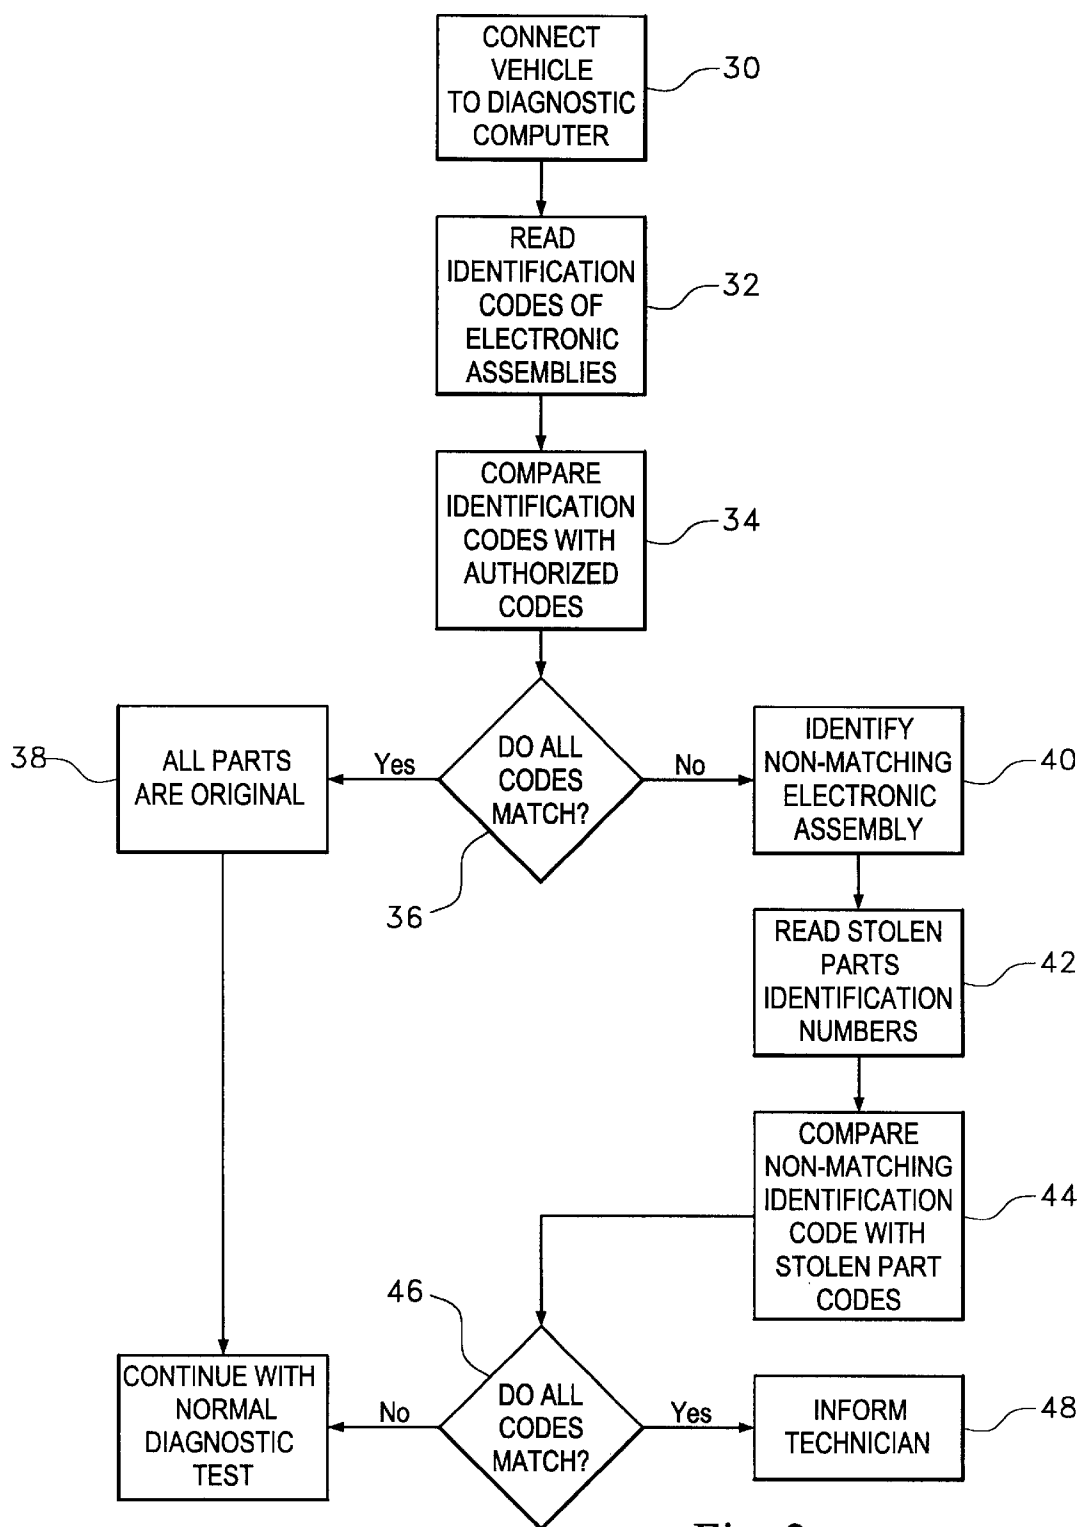 CONNECT
VEHICLE
TO DIAGNOSTIC
COMPUTER
30
READ
IDENTIFICATION
CODES OF
ELECTRONIC
ASSEMBLIES
32
COMPARE
IDENTIFICATION
CODES WITH
AUTHORIZED
CODES
34
DO ALL
CODES
MATCH?
36
Yes
No
ALL PARTS
ARE ORIGINAL
38
IDENTIFY
NON-MATCHING
ELECTRONIC
ASSEMBLY
40
READ STOLEN
PARTS
IDENTIFICATION
NUMBERS
42
COMPARE
NON-MATCHING
IDENTIFICATION
CODE WITH
STOLEN PART
CODES
44
46
DO ALL
CODES
MATCH?
No
Yes
CONTINUE WITH
NORMAL
DIAGNOSTIC
TEST
INFORM
TECHNICIAN
48